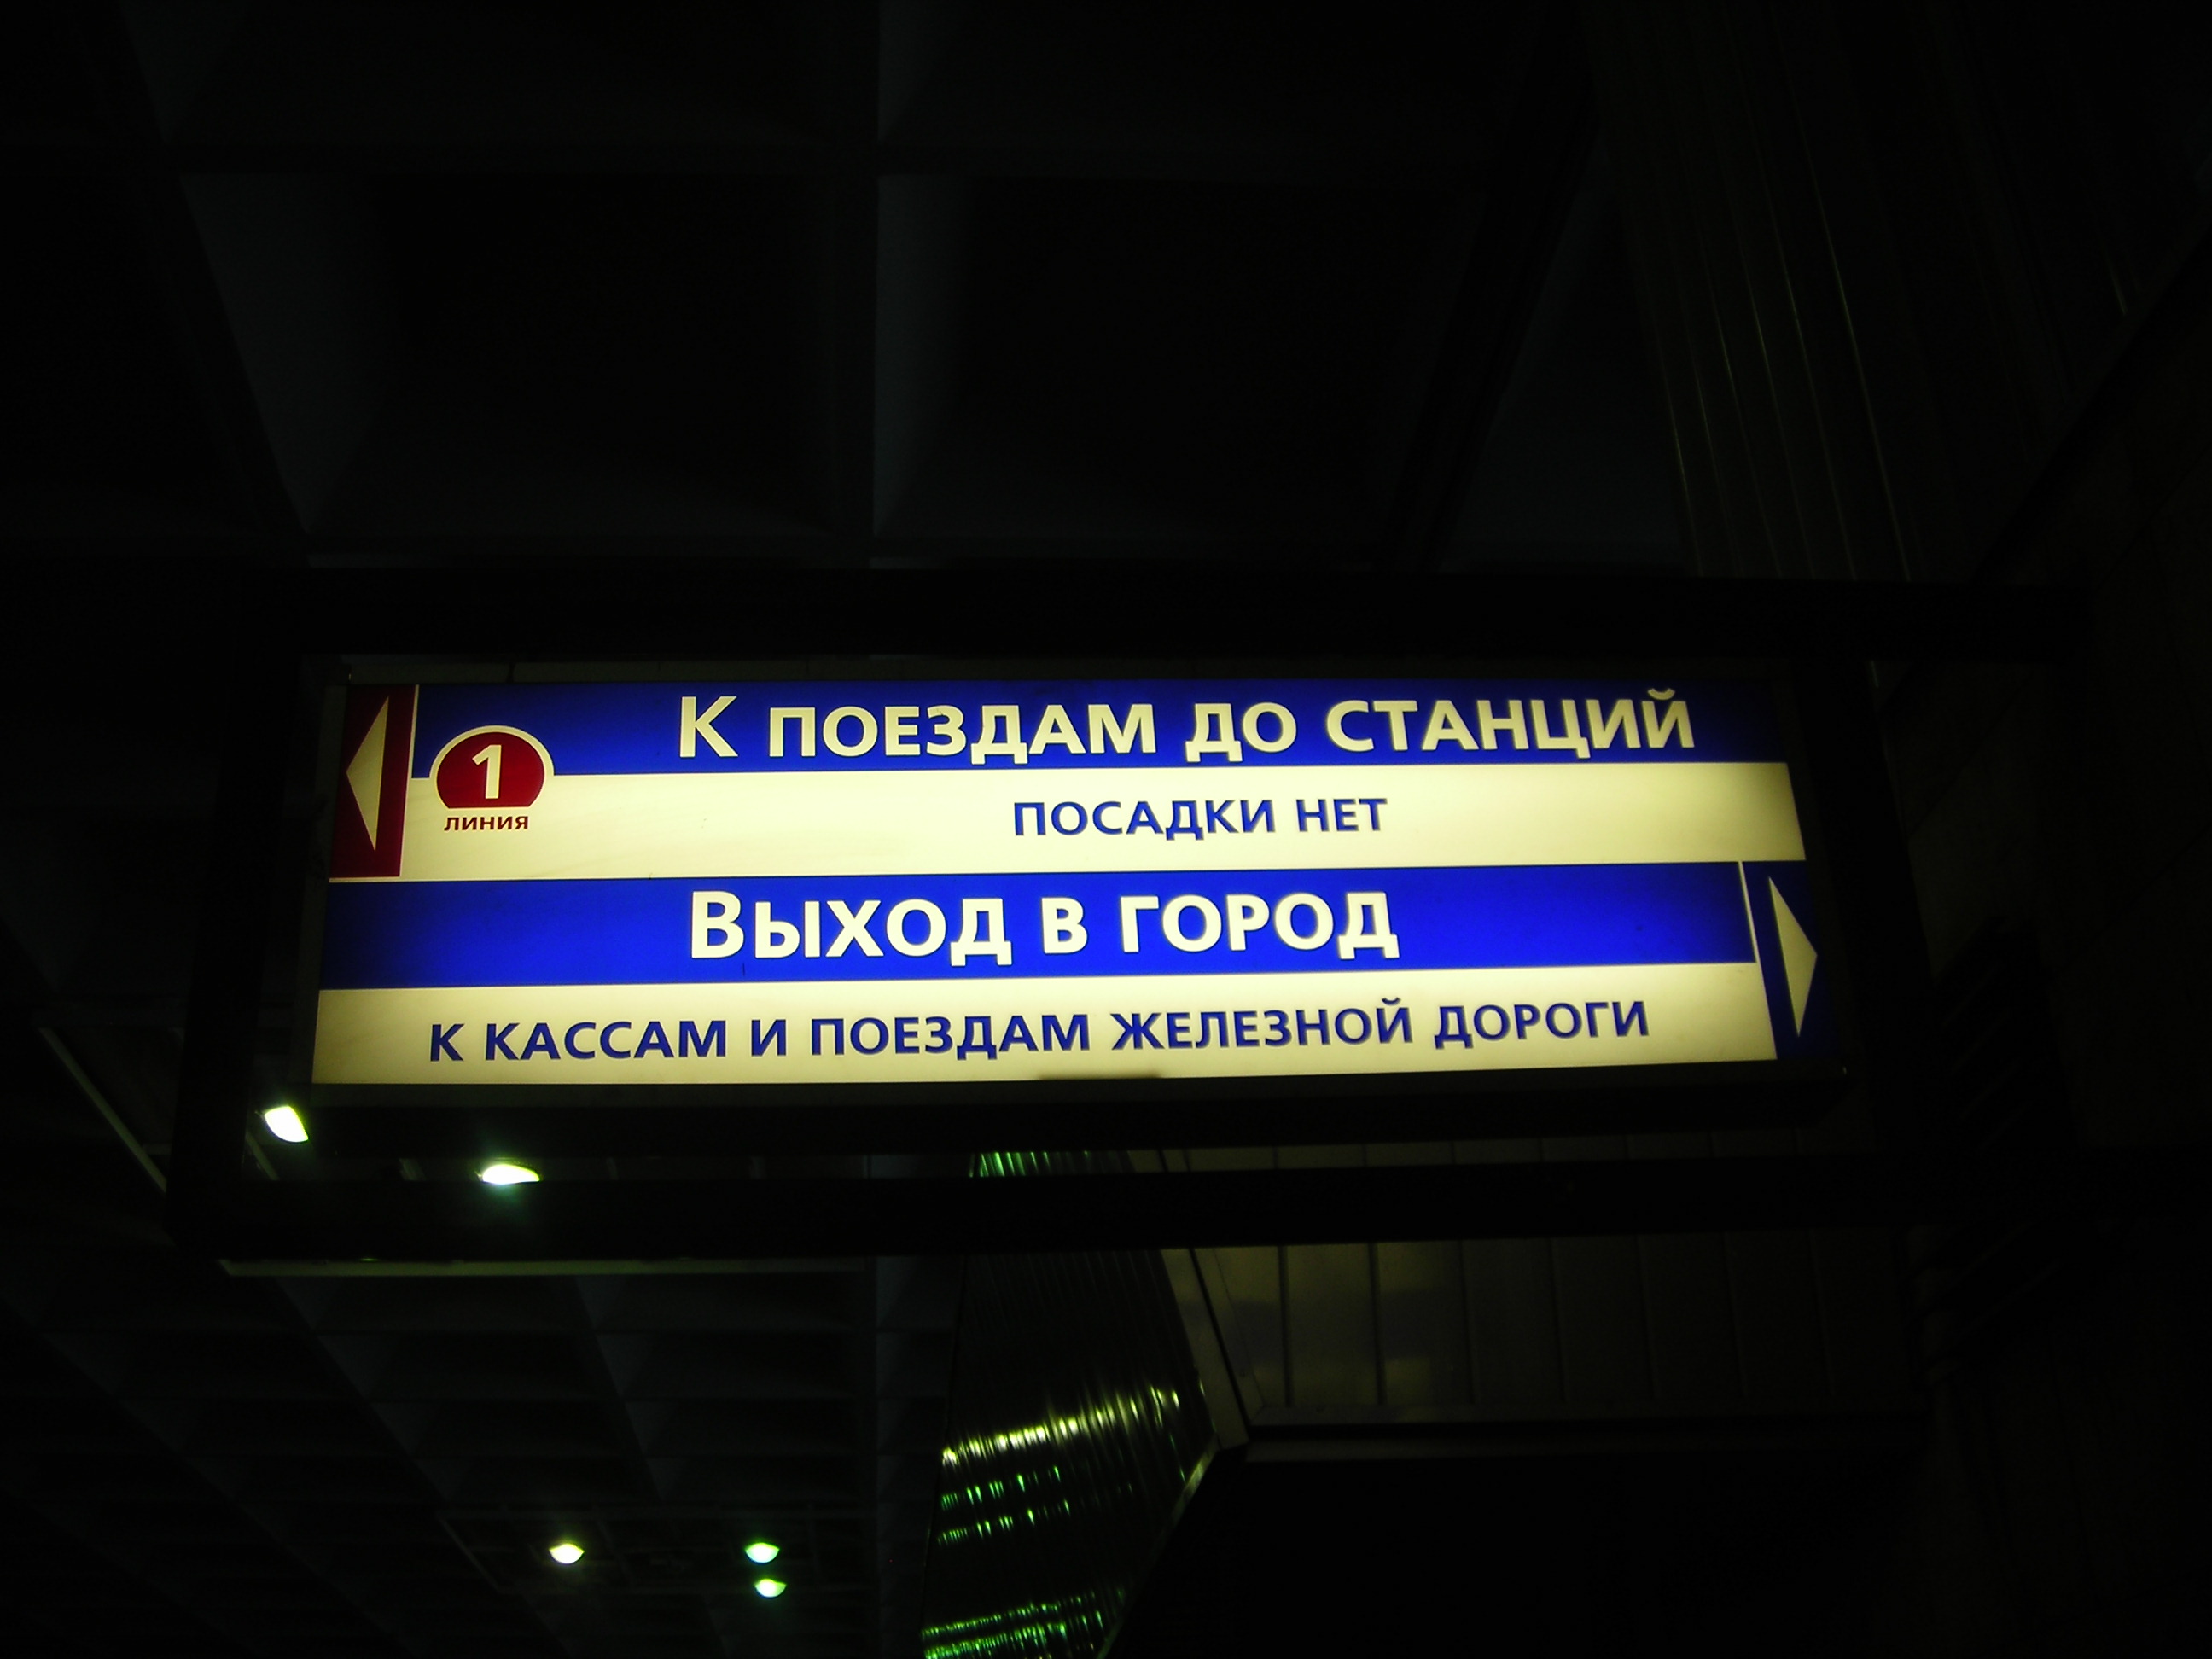 К ПОЕЗДАМ ДО СТАНЦИЙ
1
ЛИНИЯ
ПОСАДКИ НЕТ
ВЫХОД В ГОРОД
К КАССАМ И ПОЕЗДАМ ЖЕЛЕЗНОЙ ДОРОГИ